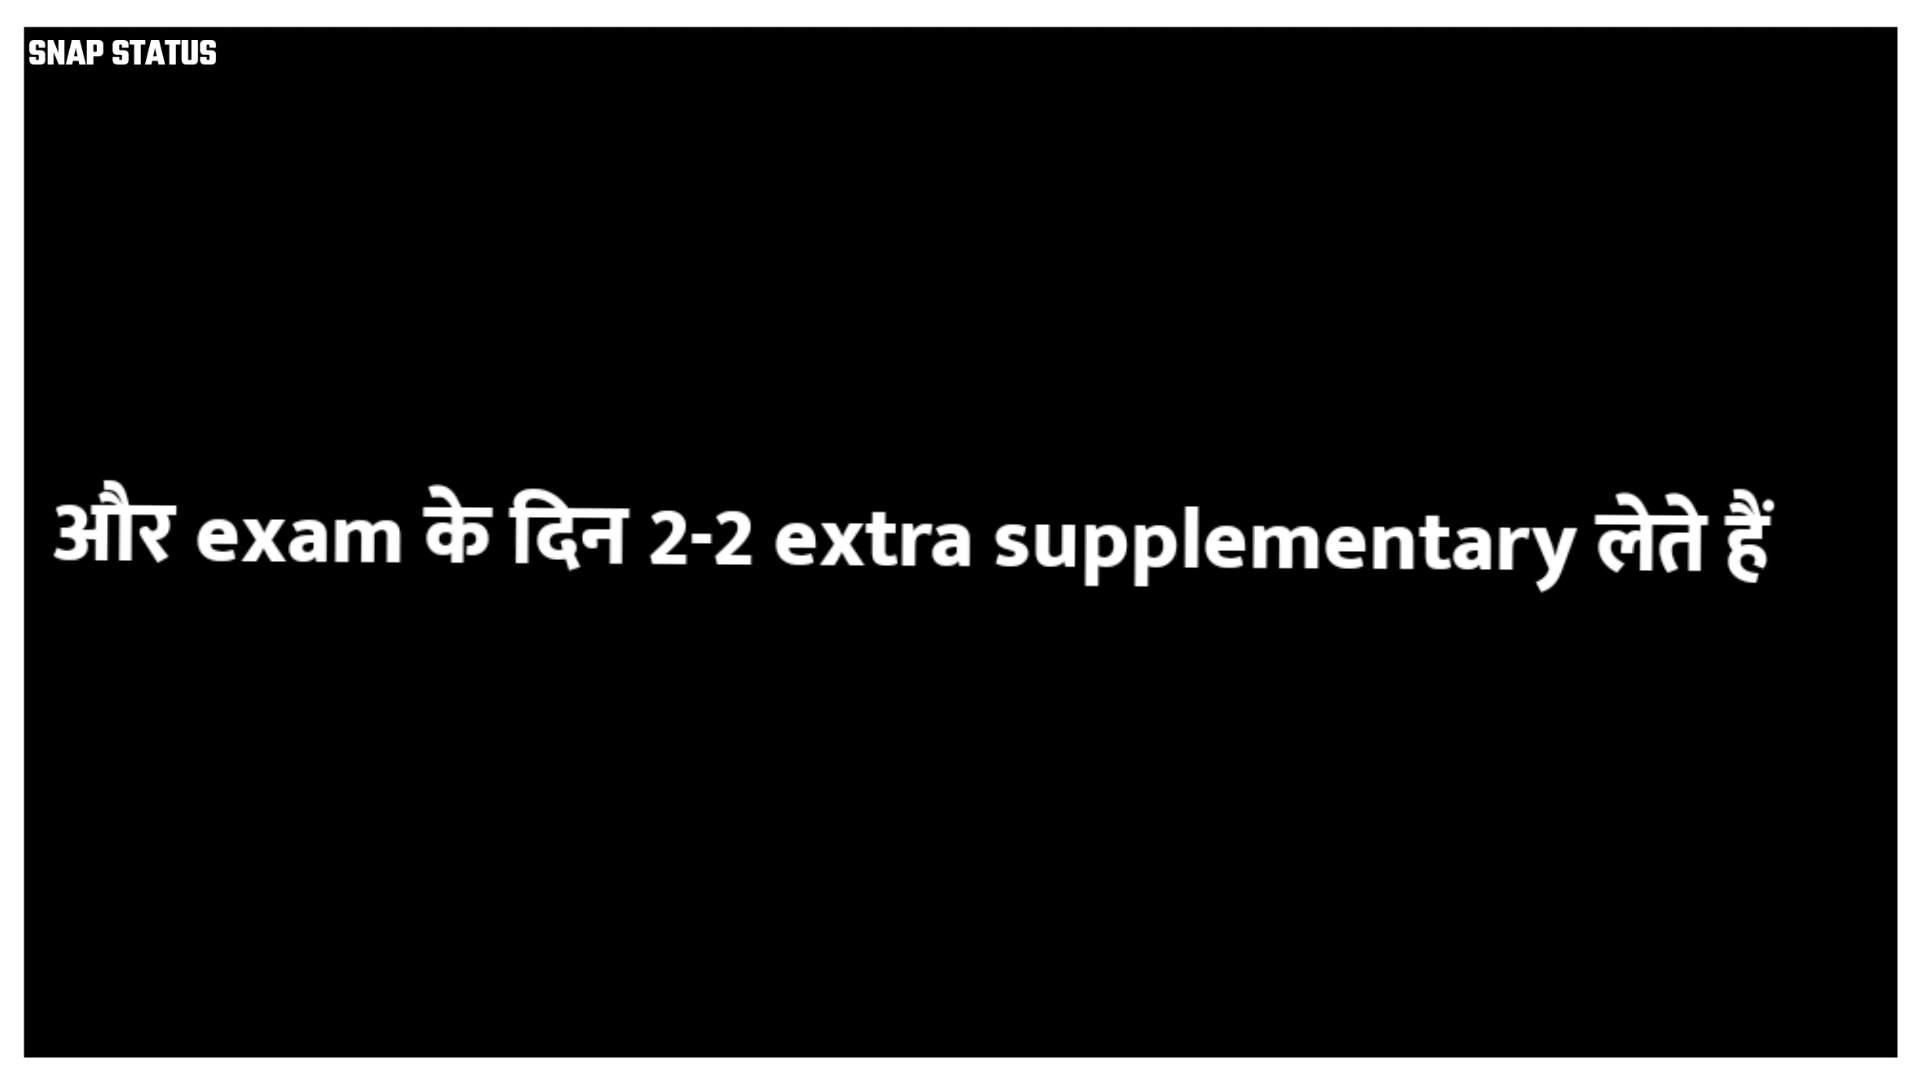 SNAP STATUS
और exam के दिन 2-2 extra supplementary लेते हैं